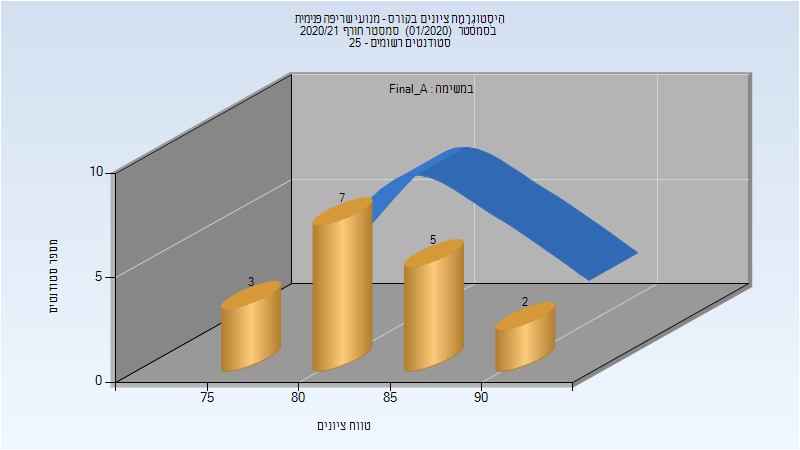 היסטוגרמת ציונים בקורס - מנועי שריפה פנימית
בסמסטר (01/2020) סמסטר חורף 2020/21
סטודנטים רשומים - 25
במשימה : Final_A
10
5
0
מספר סטודנטים
3
7
5
2
75
80
85
90
טווח ציונים